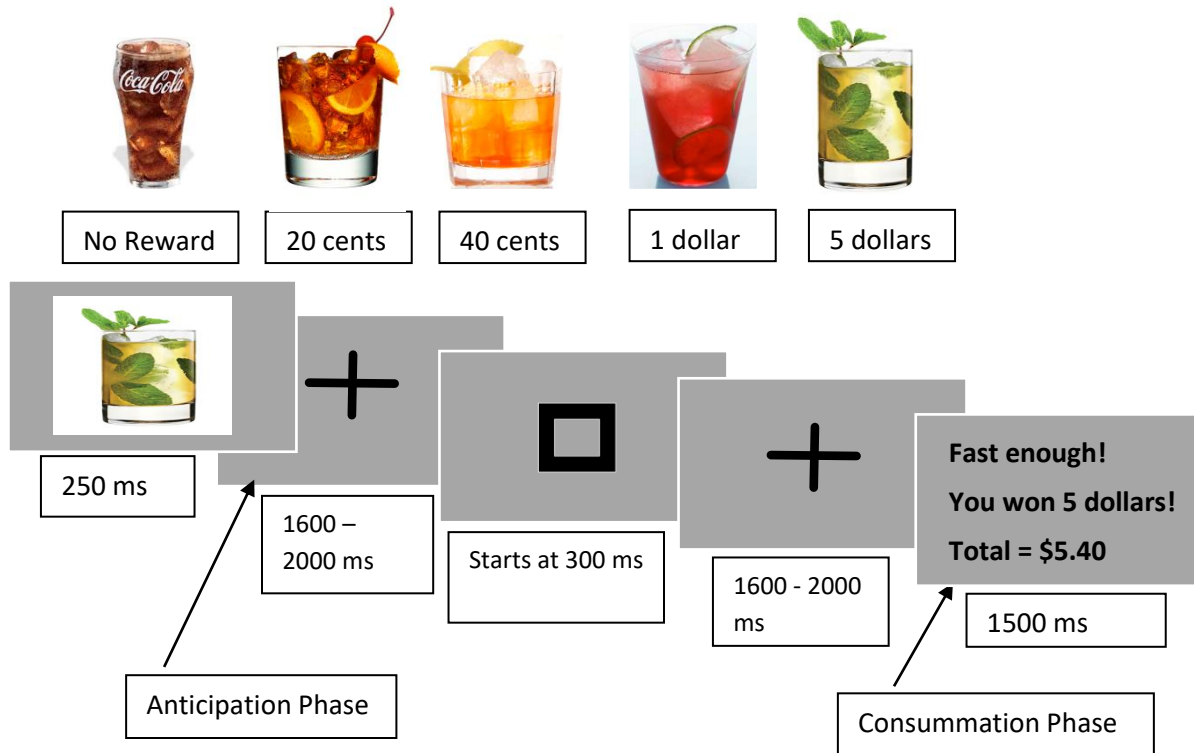 Coca-Cola
No Reward
20 cents
40 cents
1 dollar
5 dollars
250 ms
1600 –
2000 ms
Starts at 300 ms
1600 - 2000
ms
Fast enough!
You won 5 dollars!
Total = $5.40
1500 ms
Anticipation Phase
Consummation Phase